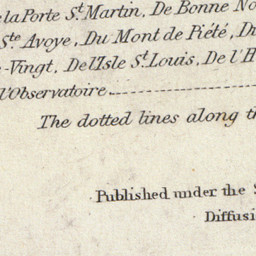 la Porte St. Martin, De Bonne No
Ste Avoye, Du Mont de Piété, Du
-Vingt, De l'Isle St. Louis, De l'H
l'Observatoire
The dotted lines along th
Published under the S
Diffusi